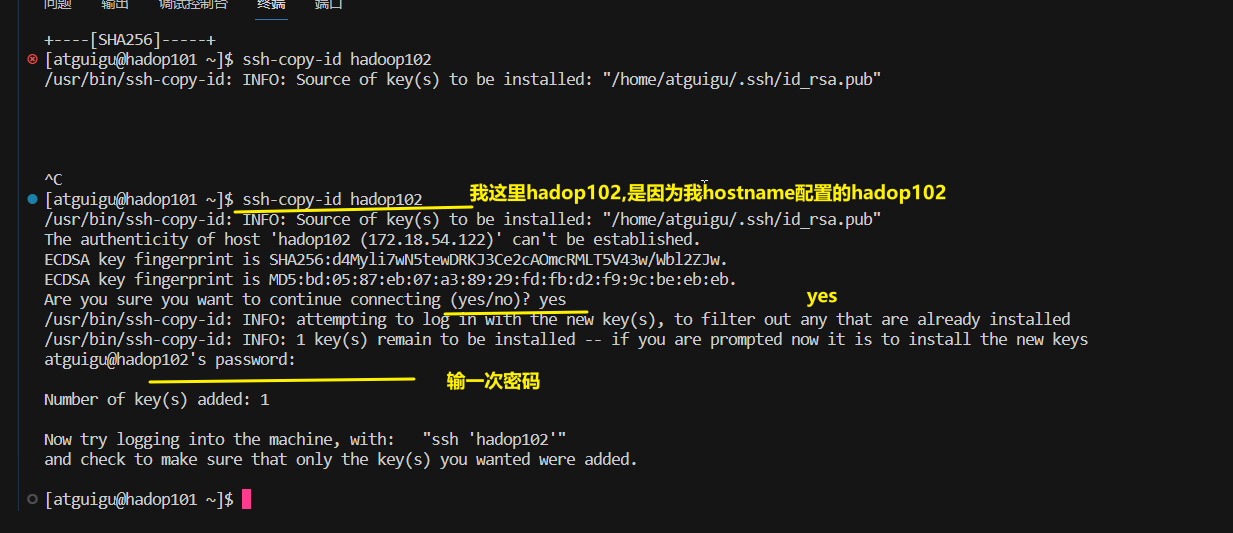 问题 输出 调试控制台 终端 端口
+----[SHA256]-----+
[atguigu@hadop101 ~]$ ssh-copy-id hadoop102
/usr/bin/ssh-copy-id: INFO: Source of key(s) to be installed: "/home/atguigu/.ssh/id_rsa.pub"
^C
[atguigu@hadop101 ~]$ ssh-copy-id hadop102 我这里hadop102,是因为我hostname配置的hadop102
/usr/bin/ssh-copy-id: INFO: Source of key(s) to be installed: "/home/atguigu/.ssh/id_rsa.pub"
The authenticity of host 'hadop102 (172.18.54.122)' can't be established.
ECDSA key fingerprint is SHA256:d4Myli7wN5tewDRKJ3Ce2cAOmcRMLT5V43w/Wbl2ZJw.
ECDSA key fingerprint is MD5:bd:05:87:eb:07:a3:89:29:fd:fb:d2:f9:9c:be:eb:eb.
Are you sure you want to continue connecting (yes/no)? yes yes
/usr/bin/ssh-copy-id: INFO: attempting to log in with the new key(s), to filter out any that are already installed
/usr/bin/ssh-copy-id: INFO: 1 key(s) remain to be installed -- if you are prompted now it is to install the new keys
atguigu@hadop102's password:
输一次密码
Number of key(s) added: 1
Now try logging into the machine, with: "ssh 'hadop102'"
and check to make sure that only the key(s) you wanted were added.
[atguigu@hadop101 ~]$